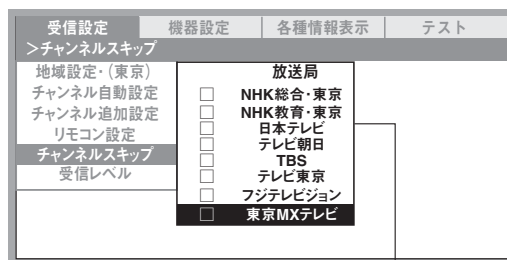 受信設定 機器設定 各種情報表示 テスト
>チャンネルスキップ
地域設定・(東京)
チャンネル自動設定
チャンネル追加設定
リモコン設定
チャンネルスキップ
受信レベル
放送局
□ NHK総合・東京
□ NHK教育・東京
□ 日本テレビ
□ テレビ朝日
□ TBS
□ テレビ東京
□ フジテレビジョン
□ 東京MXテレビ